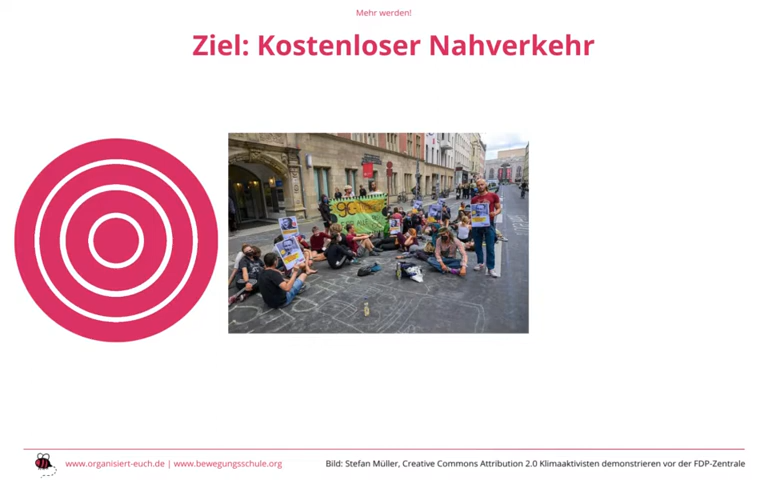 Mehr werden!
Ziel: Kostenloser Nahverkehr
www.organisiert-euch.de | www.bewegungsschule.org
Bild: Stefan Müller, Creative Commons Attribution 2.0 Klimaaktivisten demonstrieren vor der FDP-Zentrale